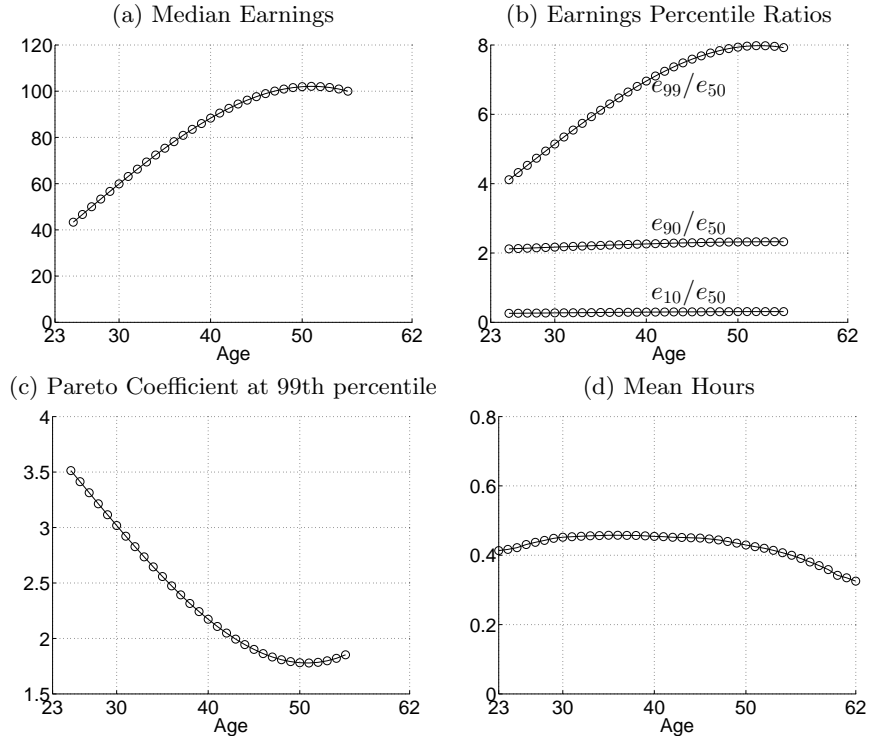 (a) Median Earnings
120
100
80
60
40
20
0
23 30 40 50 62
Age
(b) Earnings Percentile Ratios
8
6
4
2
0
e99/e50
e90/e50
e10/e50
23 30 40 50 62
Age
(c) Pareto Coefficient at 99th percentile
4
3.5
3
2.5
2
1.5
23 30 40 50 62
Age
(d) Mean Hours
0.8
0.6
0.4
0.2
0
23 30 40 50 62
Age